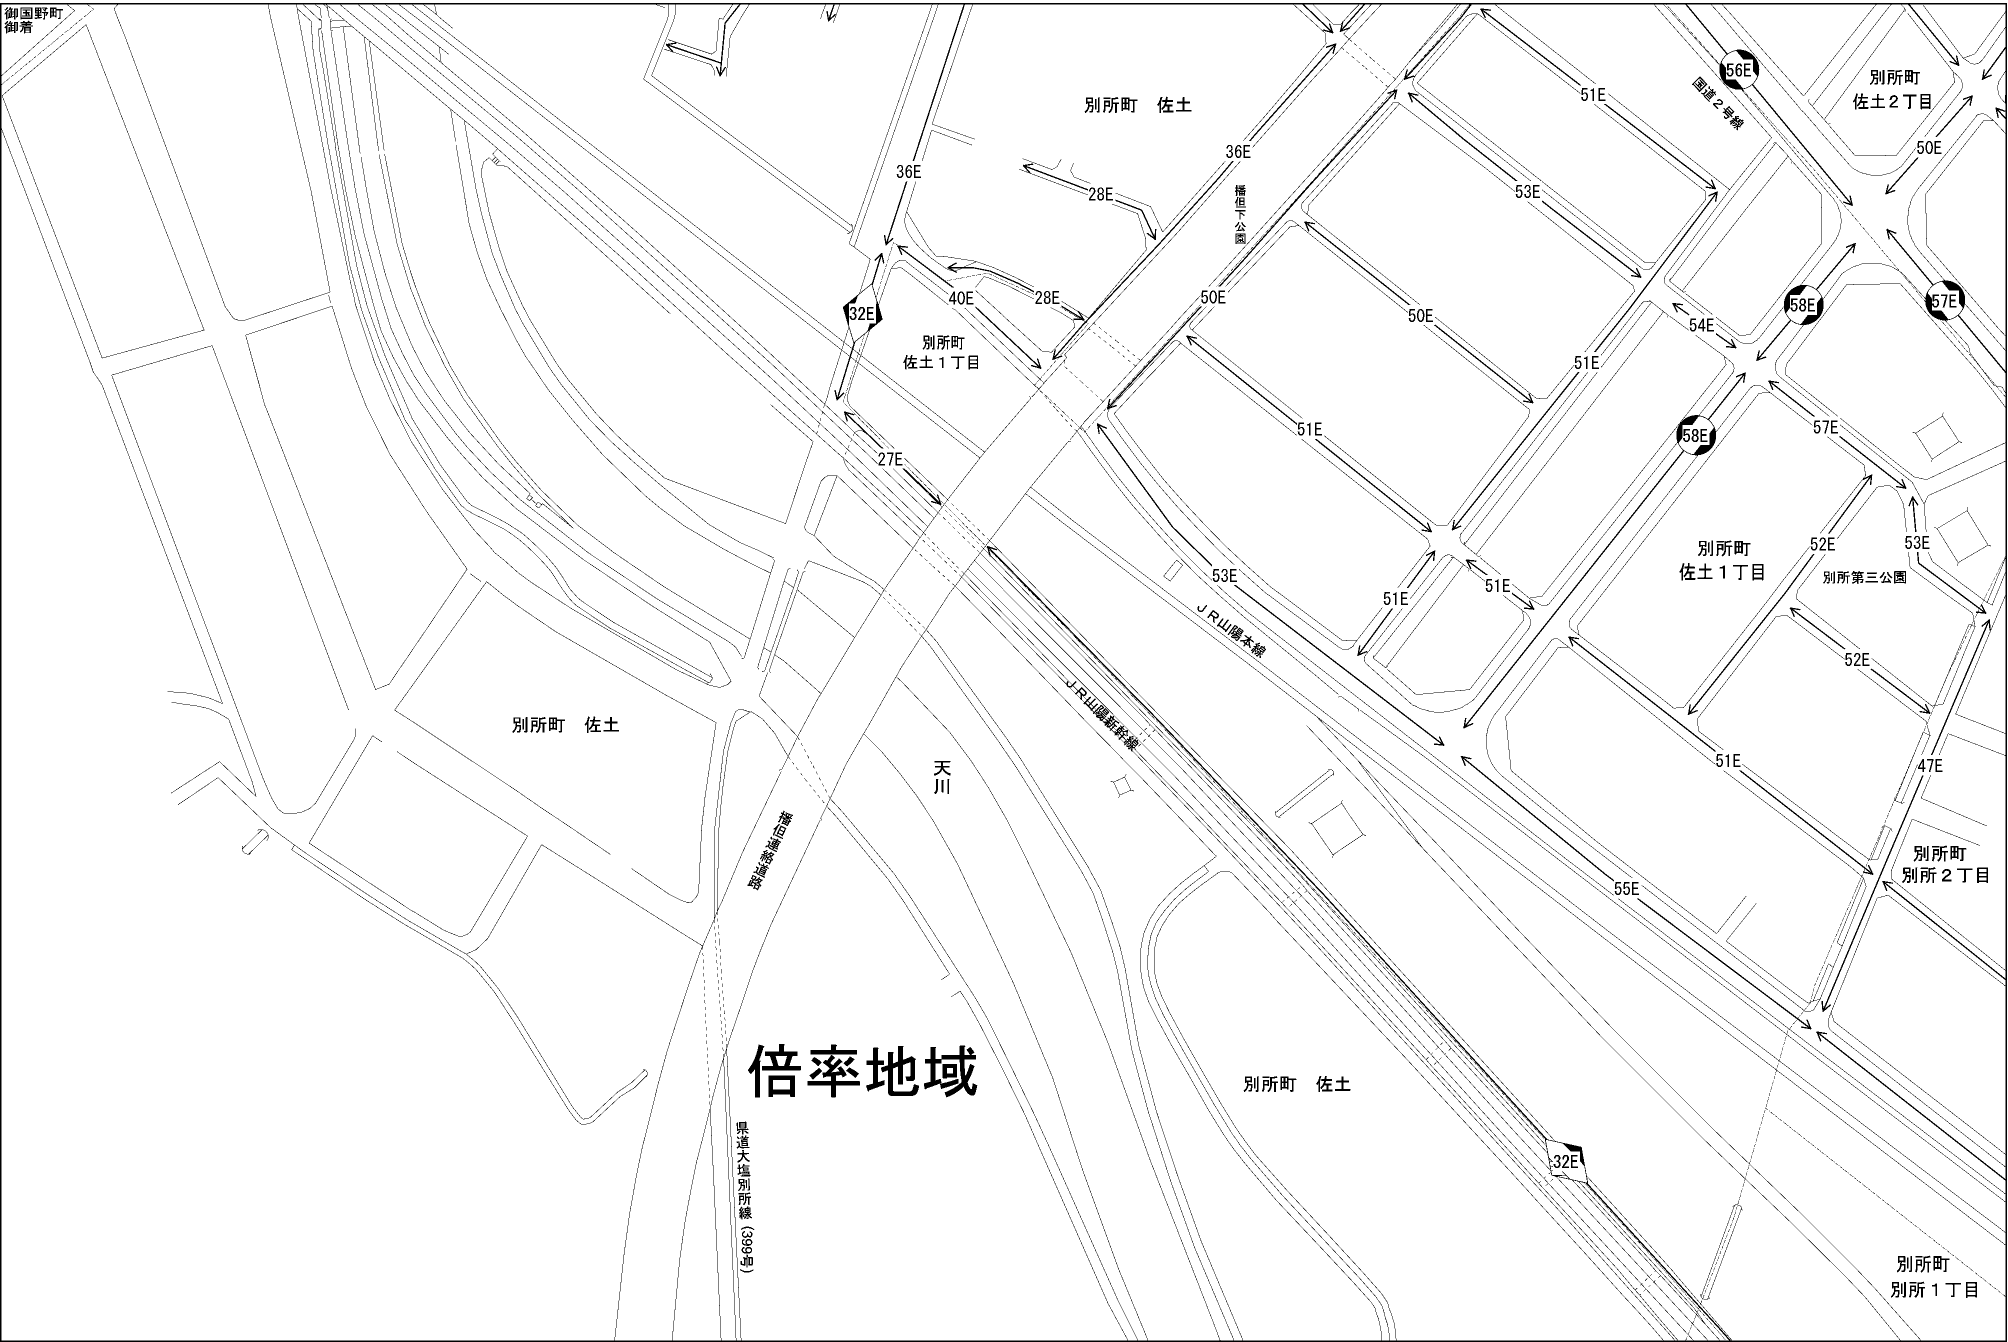 御国野町
御着
56E
51E
別所町
佐土２丁目
別所町　佐土
国道２号線
50E
36E
36E
53E
28E
播但下公園
40E
28E
50E
58E
57E
32E
50E
54E
別所町
佐土１丁目
51E
51E
57E
58E
27E
52E
53E
別所町
佐土１丁目
別所第三公園
53E
51E
51E
ＪＲ山陽本線
52E
ＪＲ山陽新幹線
別所町　佐土
51E
47E
天川
播但連絡道路
別所町
別所２丁目
55E
倍率地域
別所町　佐土
県道大塩別所線（399号）
32E
別所町
別所１丁目